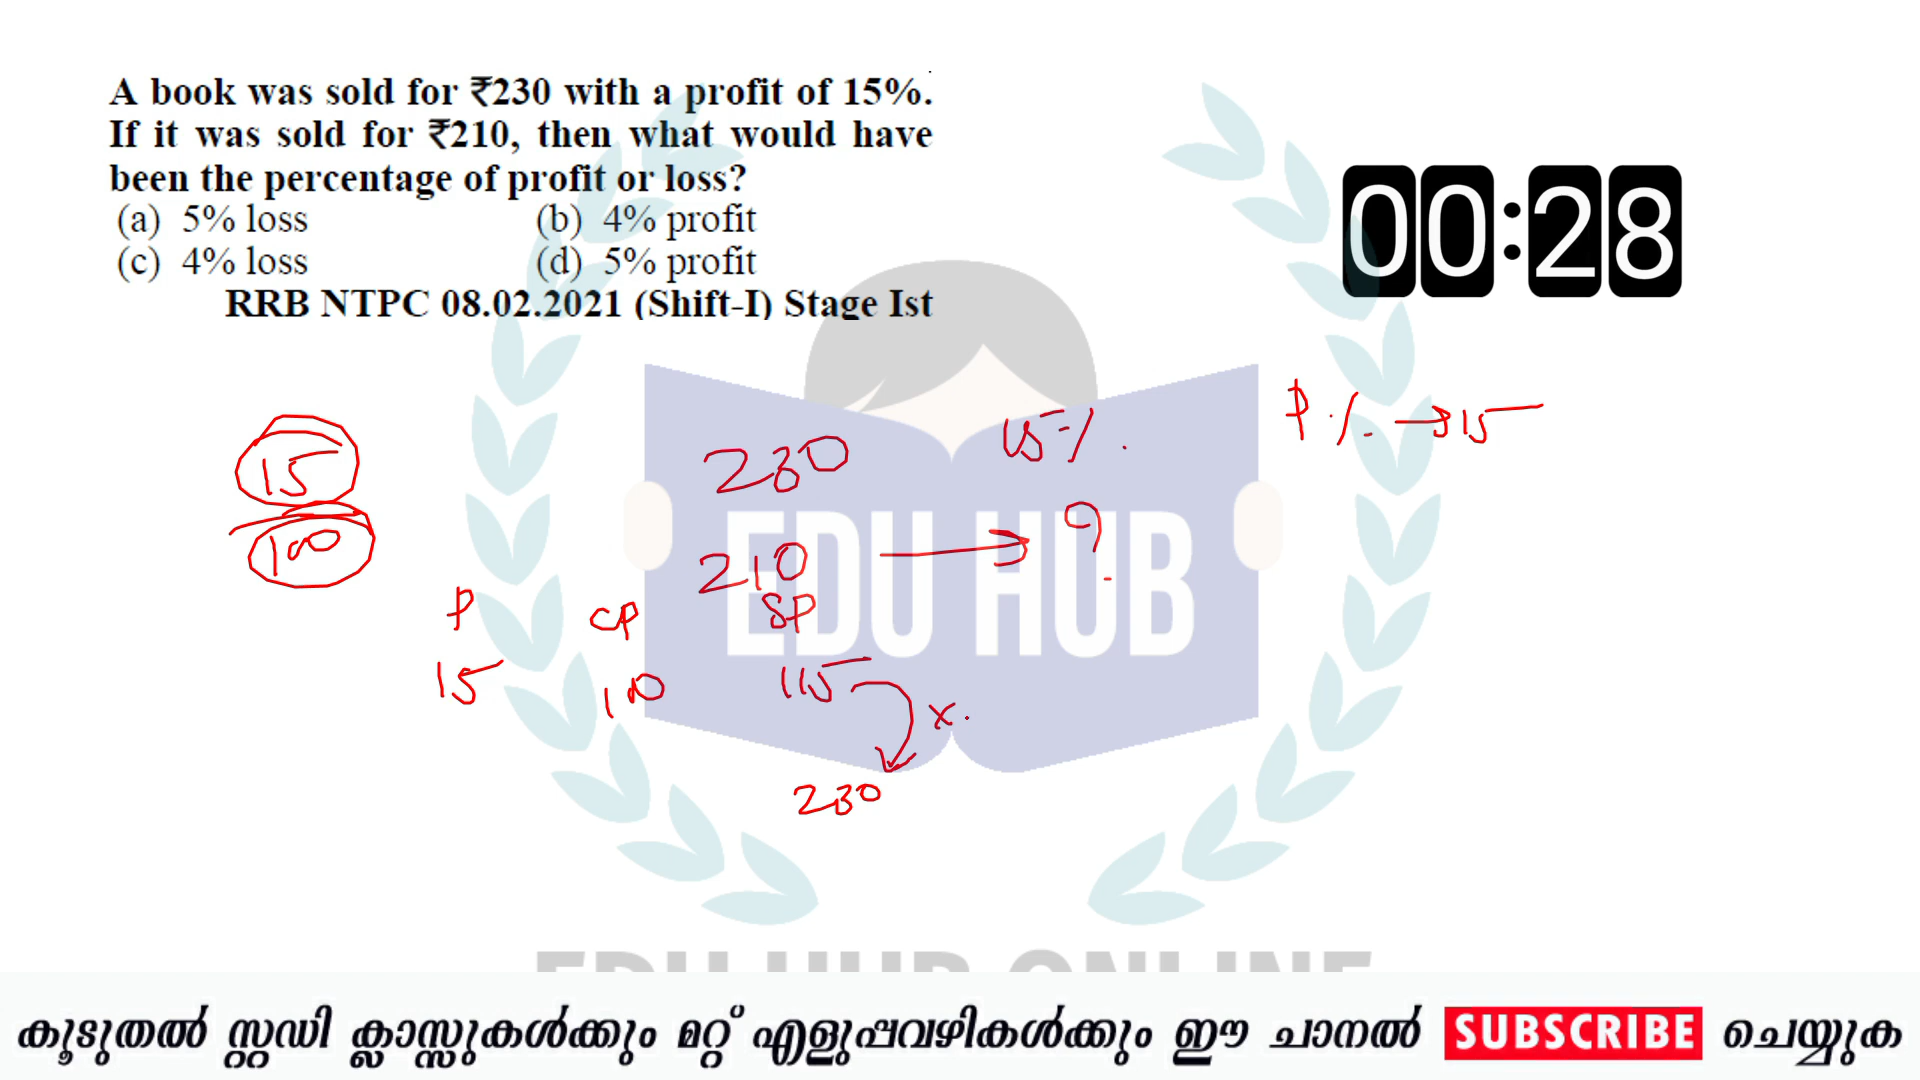 A book was sold for ₹230 with a profit of 15%.
If it was sold for ₹210, then what would have
been the percentage of profit or loss?
(a) 5% loss (b) 4% profit
(c) 4% loss (d) 5% profit
RRB NTPC 08.02.2021 (Shift-I) Stage Ist
00:28
P % → 15
15
100
230 15%.
210 → ?
P CP SP
15 100 115
x.
230
EDU HUB
EDU HUB ONLINE
കൂടുതൽ സ്റ്റഡി ക്ലാസ്സുകൾക്കും മറ്റ് എളുപ്പവഴികൾക്കും ഈ ചാനൽ SUBSCRIBE ചെയ്യുക